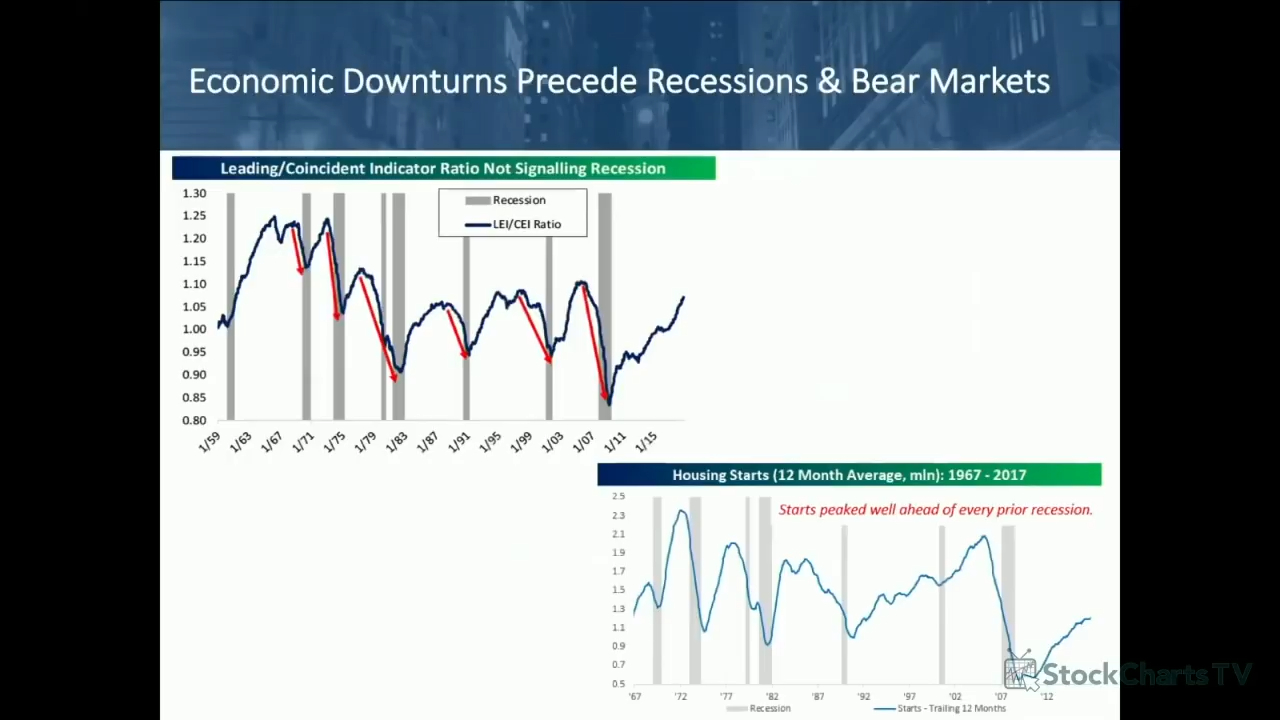 Economic Downturns Precede Recessions & Bear Markets
Leading/Coincident Indicator Ratio Not Signalling Recession
1.30
1.25
1.20
1.15
1.10
1.05
1.00
0.95
0.90
0.85
0.80
Recession
LEI/CEI Ratio
1/59 1/63 1/67 1/71 1/75 1/79 1/83 1/87 1/91 1/95 1/99 1/03 1/07 1/11 1/15
Housing Starts (12 Month Average, mln): 1967 - 2017
Starts peaked well ahead of every prior recession.
2.5
2.3
2.1
1.9
1.7
1.5
1.3
1.1
0.9
0.7
0.5
'67 '72 '77 '82 '87 '92 '97 '02 '07 '12
Recession Starts - Trailing 12 Months
StockChartsTV